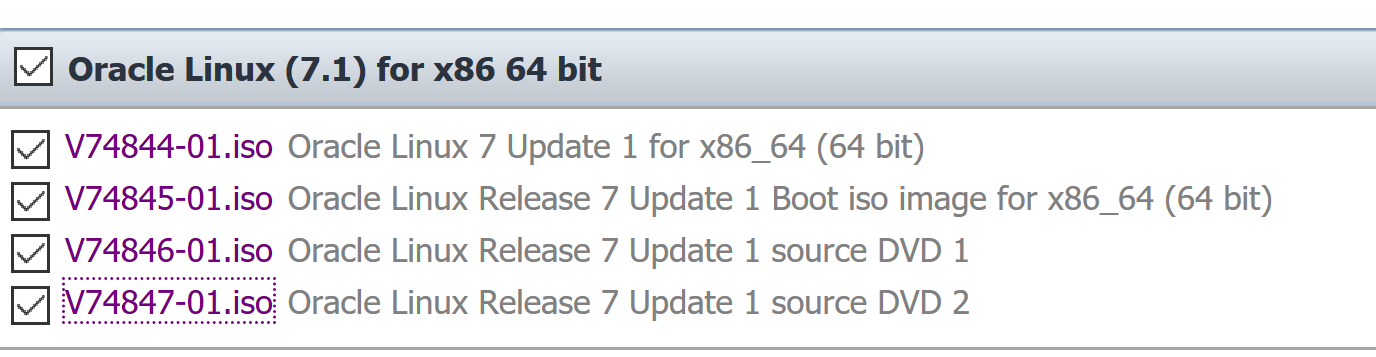 Oracle Linux (7.1) for x86 64 bit
V74844-01.iso Oracle Linux 7 Update 1 for x86_64 (64 bit)
V74845-01.iso Oracle Linux Release 7 Update 1 Boot iso image for x86_64 (64 bit)
V74846-01.iso Oracle Linux Release 7 Update 1 source DVD 1
V74847-01.iso Oracle Linux Release 7 Update 1 source DVD 2